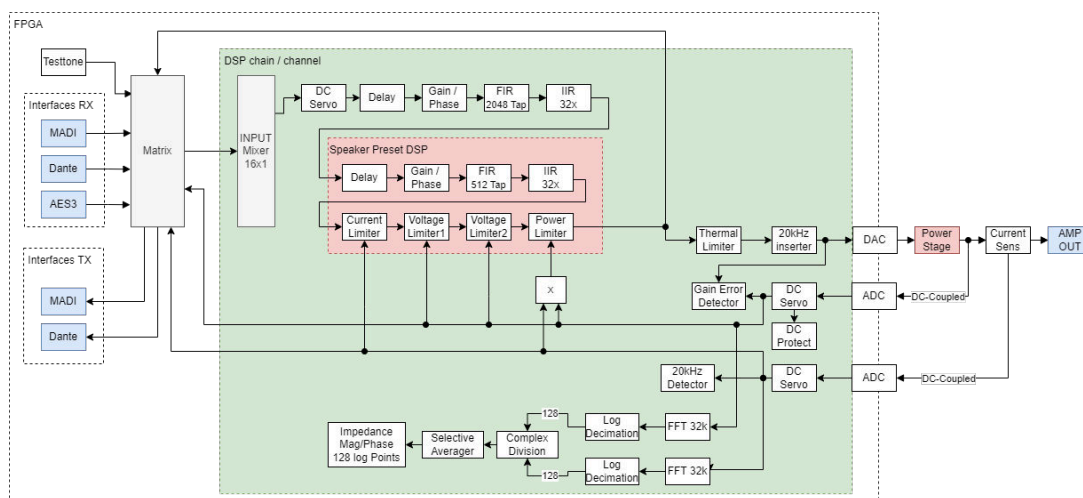 FPGA
DSP chain / channel
Testtone
Interfaces RX
MADI
Dante
AES3
Matrix
INPUT
Mixer
16x1
DC
Servo
Delay
Gain /
Phase
FIR
2048 Tap
IIR
32x
Speaker Preset DSP
Delay
Gain /
Phase
FIR
512 Tap
IIR
32x
Current
Limiter
Voltage
Limiter1
Voltage
Limiter2
Power
Limiter
Thermal
Limiter
20kHz
inserter
DAC
Power
Stage
Current
Sens
AMP
OUT
Interfaces TX
MADI
Dante
X
Gain Error
Detector
DC
Servo
ADC
DC-Coupled
DC
Protect
20kHz
Detector
DC
Servo
ADC
DC-Coupled
Impedance
Mag/Phase
128 log Points
Selective
Averager
Complex
Division
128
Log
Decimation
FFT 32k
128
Log
Decimation
FFT 32k